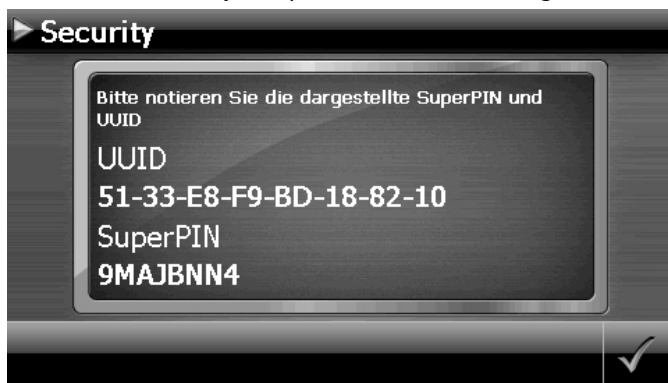 Security
Bitte notieren Sie die dargestellte SuperPIN und
UUID
UUID
51-33-E8-F9-BD-18-82-10
SuperPIN
9MAJBNN4